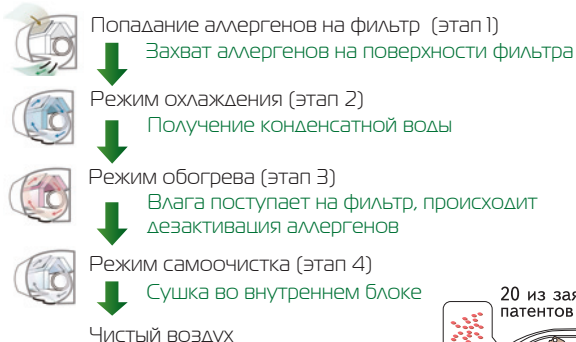 Попадание аллергенов на фильтр (этап 1)
Захват аллергенов на поверхности фильтра
Режим охлаждения (этап 2)
Получение конденсатной воды
Режим обогрева (этап 3)
Влага поступает на фильтр, происходит
дезактивация аллергенов
Режим самоочистка (этап 4)
Сушка во внутреннем блоке
Чистый воздух
20 из
патентов